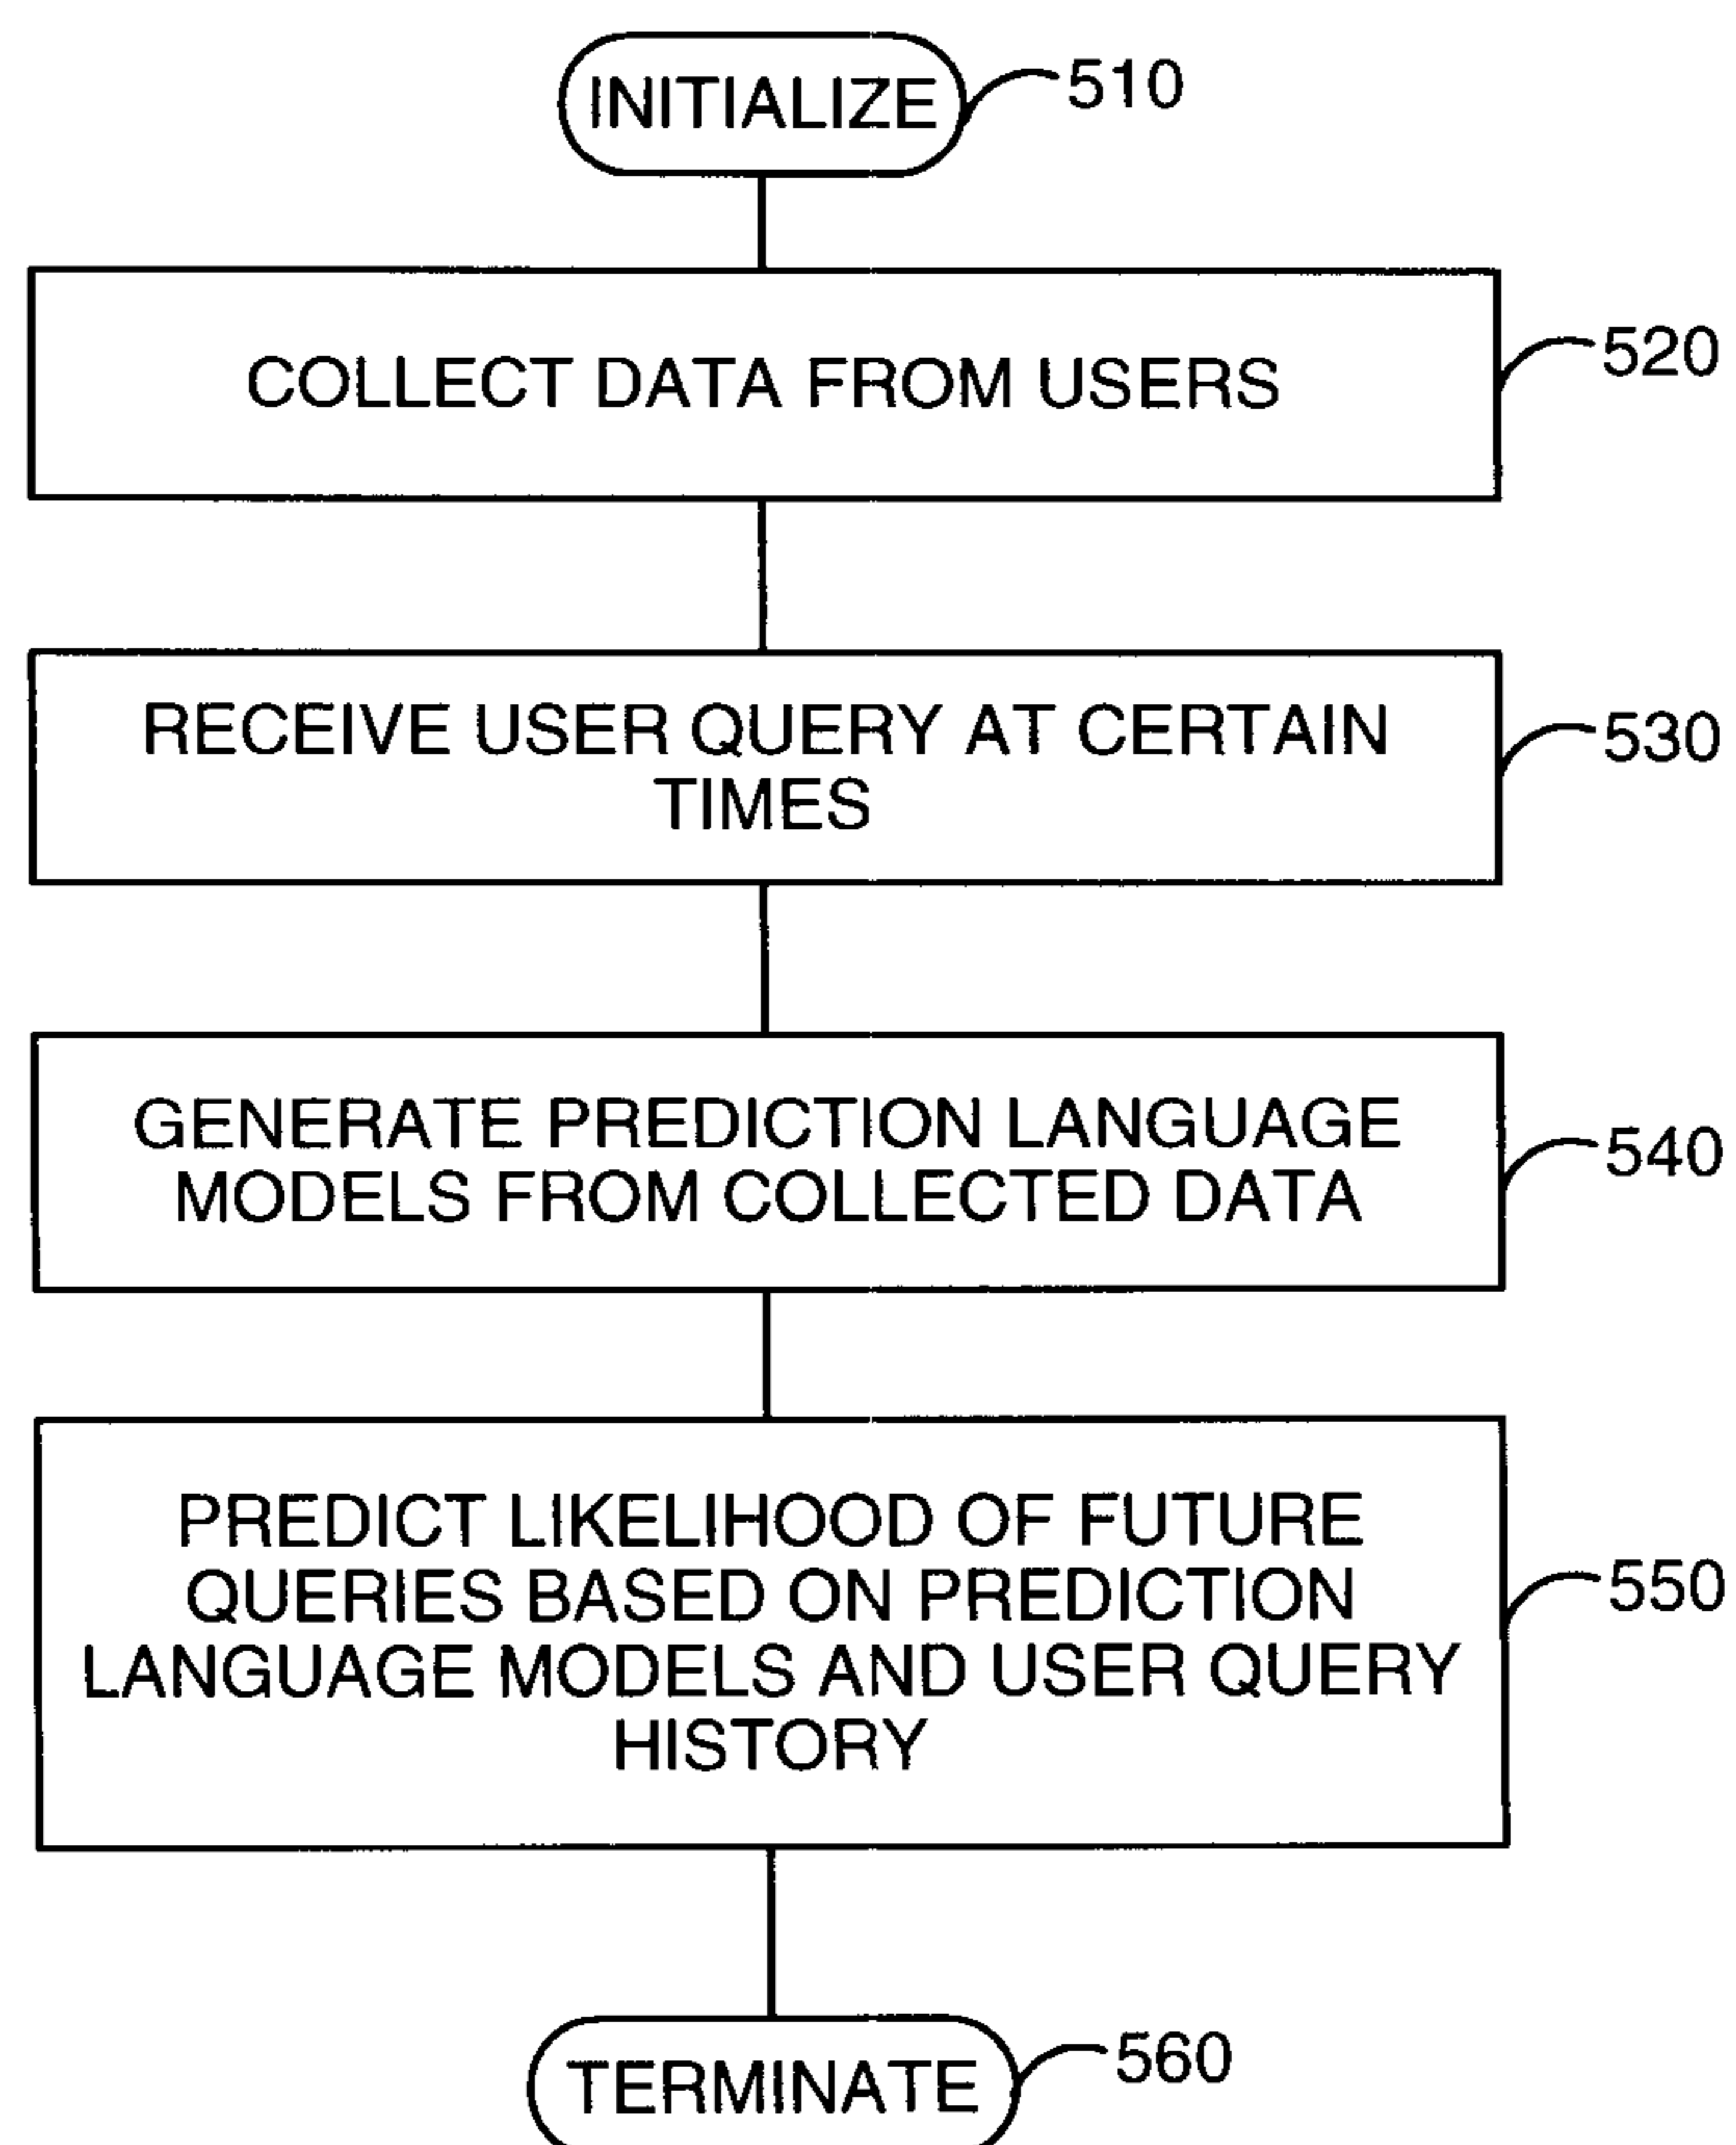 INITIALIZE
510
COLLECT DATA FROM USERS
520
RECEIVE USER QUERY AT CERTAIN
TIMES
530
GENERATE PREDICTION LANGUAGE
MODELS FROM COLLECTED DATA
540
PREDICT LIKELIHOOD OF FUTURE
QUERIES BASED ON PREDICTION
LANGUAGE MODELS AND USER QUERY
HISTORY
550
TERMINATE
560